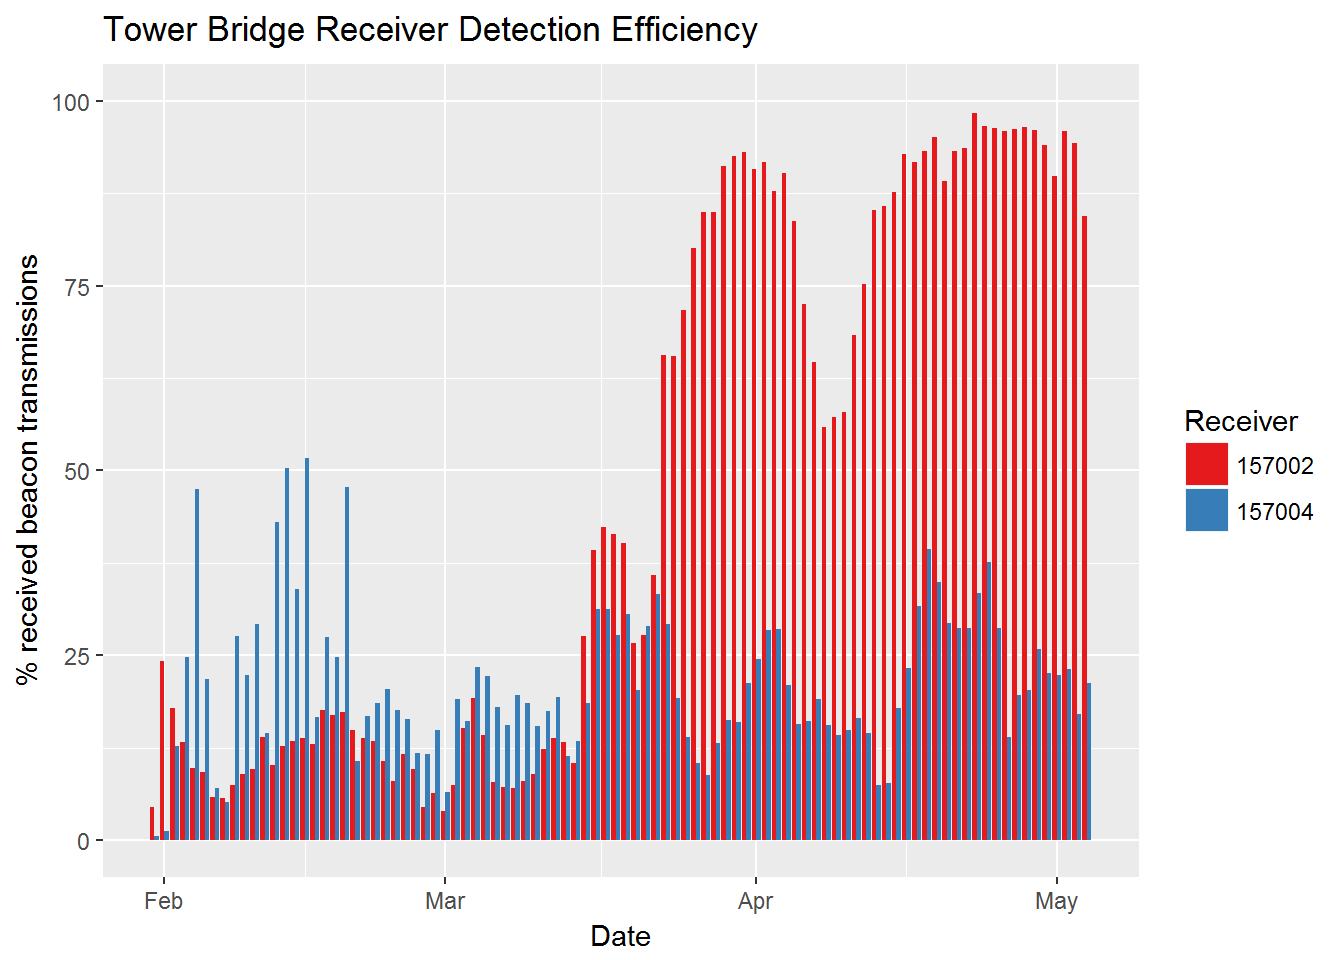 Tower Bridge Receiver Detection Efficiency
100
75
50
25
0
% received beacon transmissions
Feb
Mar
Apr
May
Date
Receiver
157002
157004